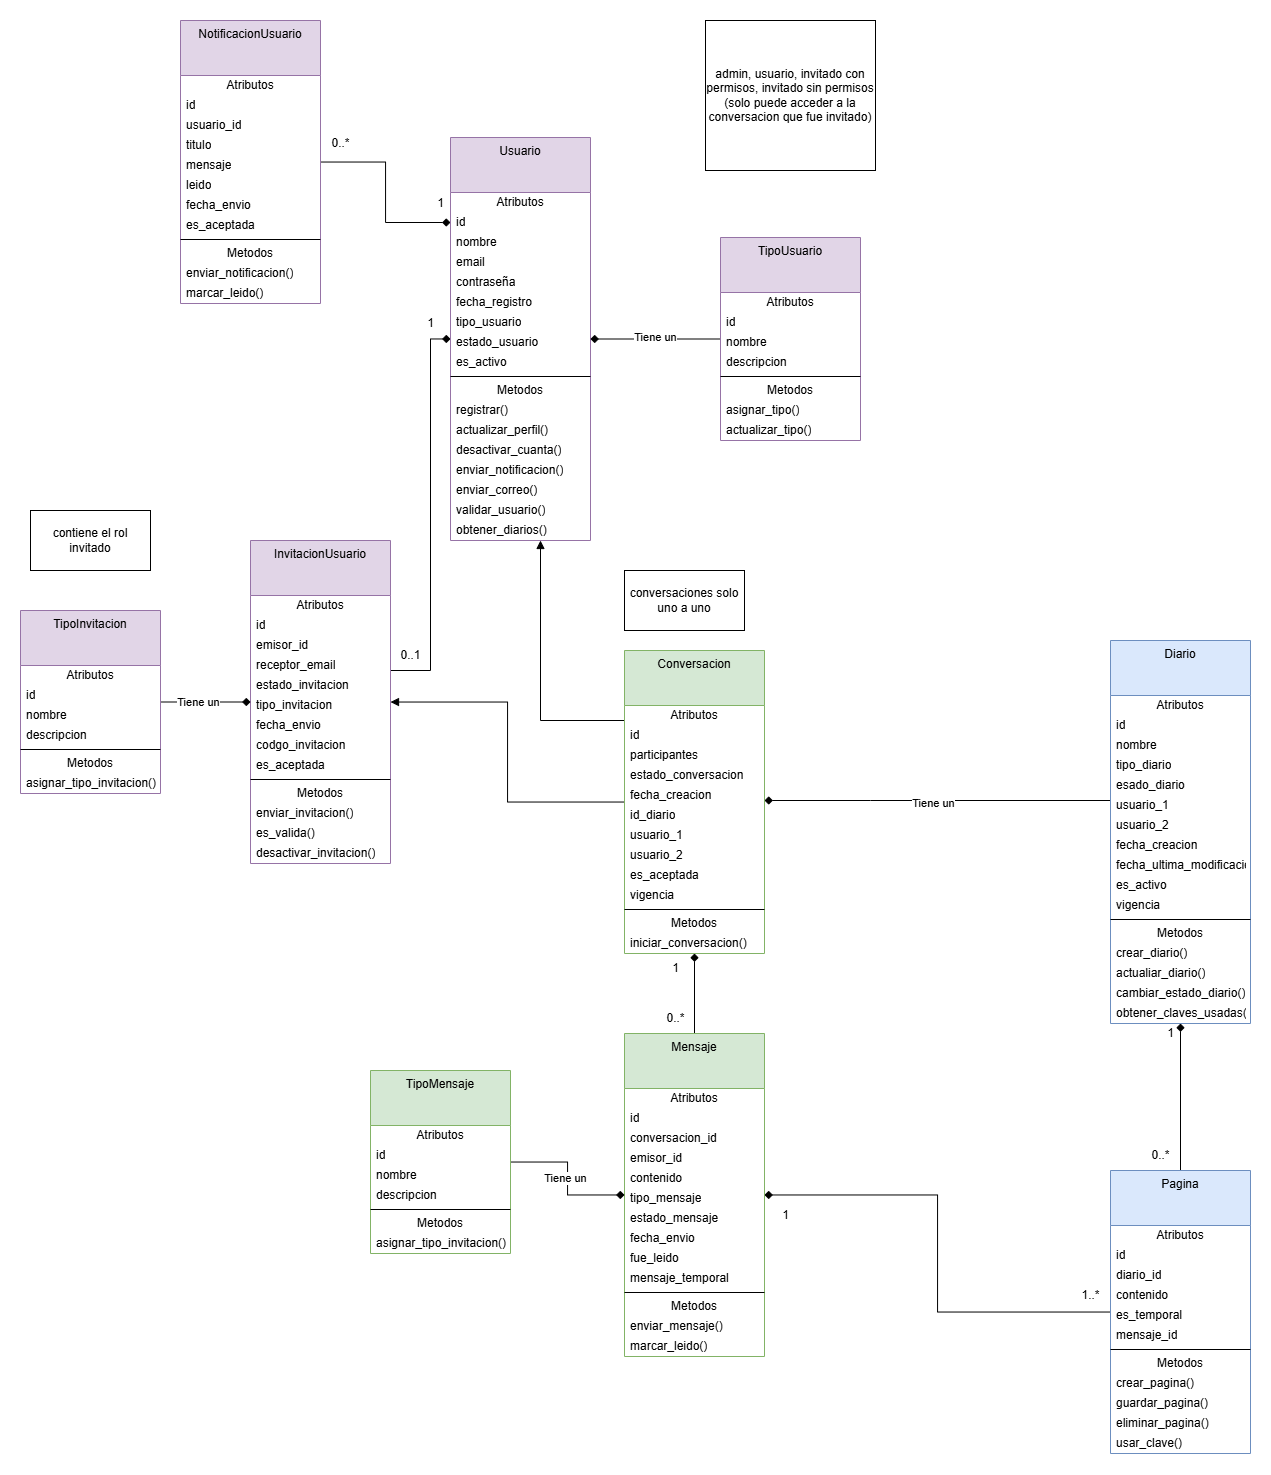 NotificacionUsuario
Atributos
id
usuario_id
titulo
mensaje
leido
fecha_envio
es_aceptada
Metodos
enviar_notificacion()
marcar_leido()
0..*
1
admin, usuario, invitado con
permisos, invitado sin permisos
(solo puede acceder a la
conversacion que fue invitado)
Usuario
Atributos
id
nombre
email
contraseña
fecha_registro
tipo_usuario
estado_usuario
es_activo
Metodos
registrar()
actualizar_perfil()
desactivar_cuanta()
enviar_notificacion()
enviar_correo()
validar_usuario()
obtener_diarios()
Tiene un
TipoUsuario
Atributos
id
nombre
descripcion
Metodos
asignar_tipo()
actualizar_tipo()
1
0..1
contiene el rol
invitado
TipoInvitacion
Atributos
id
nombre
descripcion
Metodos
asignar_tipo_invitacion()
Tiene un
InvitacionUsuario
Atributos
id
emisor_id
receptor_email
estado_invitacion
tipo_invitacion
fecha_envio
codgo_invitacion
es_aceptada
Metodos
enviar_invitacion()
es_valida()
desactivar_invitacion()
conversaciones solo
uno a uno
Conversacion
Atributos
id
participantes
estado_conversacion
fecha_creacion
id_diario
usuario_1
usuario_2
es_aceptada
vigencia
Metodos
iniciar_conversacion()
Tiene un
Diario
Atributos
id
nombre
tipo_diario
esado_diario
usuario_1
usuario_2
fecha_creacion
fecha_ultima_modificaci
es_activo
vigencia
Metodos
crear_diario()
actualiar_diario()
cambiar_estado_diario()
obtener_claves_usadas(
1
0..*
1
0..*
TipoMensaje
Atributos
id
nombre
descripcion
Metodos
asignar_tipo_invitacion()
Tiene un
Mensaje
Atributos
id
conversacion_id
emisor_id
contenido
tipo_mensaje
estado_mensaje
fecha_envio
fue_leido
mensaje_temporal
Metodos
enviar_mensaje()
marcar_leido()
1
1..*
Pagina
Atributos
id
diario_id
contenido
es_temporal
mensaje_id
Metodos
crear_pagina()
guardar_pagina()
eliminar_pagina()
usar_clave()